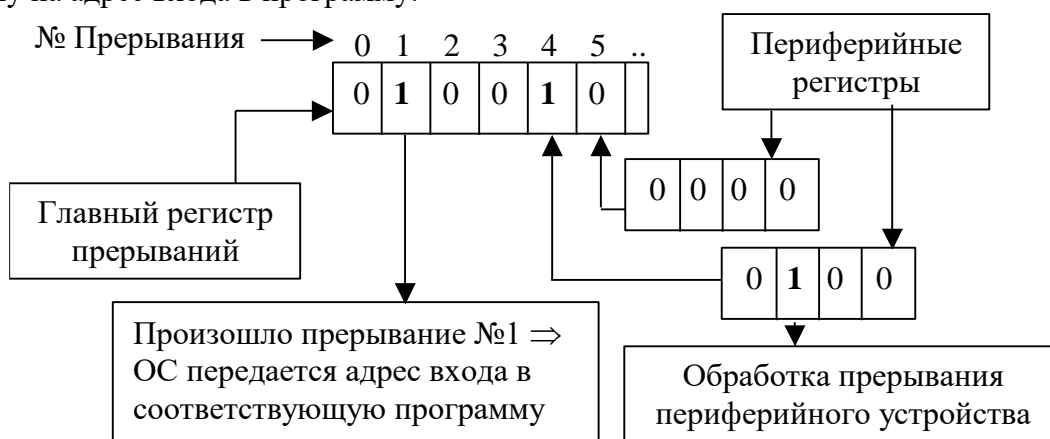 му на адрес входа в программу.
№ Прерывания
0 1 2 3 4 5 ..
0 1 0 0 1 0
Периферийные
регистры
0 0 0 0
Главный регистр
прерываний
0 1 0 0
Произошло прерывание №1 ⇒
ОС передается адрес входа в
соответствующую программу
Обработка прерывания
периферийного устройства